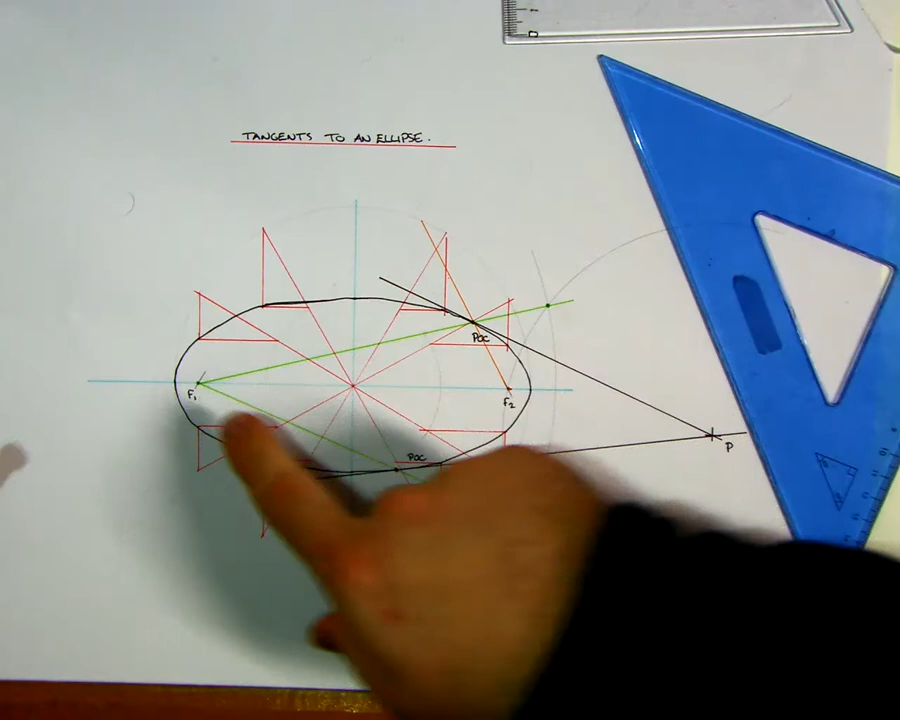 TANGENTS TO AN ELLIPSE.
POC
F₁
F₂
P
POC